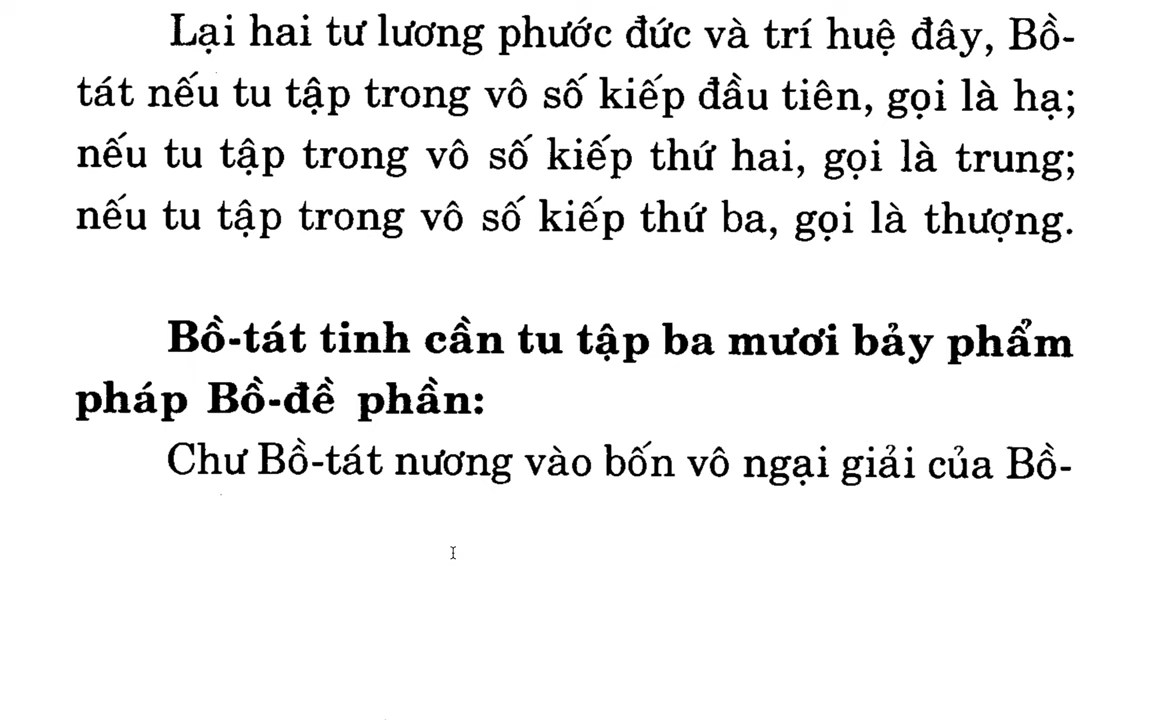 Lại hai tư lương phước đức và trí huệ đây, Bồ-
tát nếu tu tập trong vô số kiếp đầu tiên, gọi là hạ;
nếu tu tập trong vô số kiếp thứ hai, gọi là trung;
nếu tu tập trong vô số kiếp thứ ba, gọi là thượng.
Bồ-tát tinh cần tu tập ba mươi bảy phẩm
pháp Bồ-đề phần:
Chư Bồ-tát nương vào bốn vô ngại giải của Bồ-